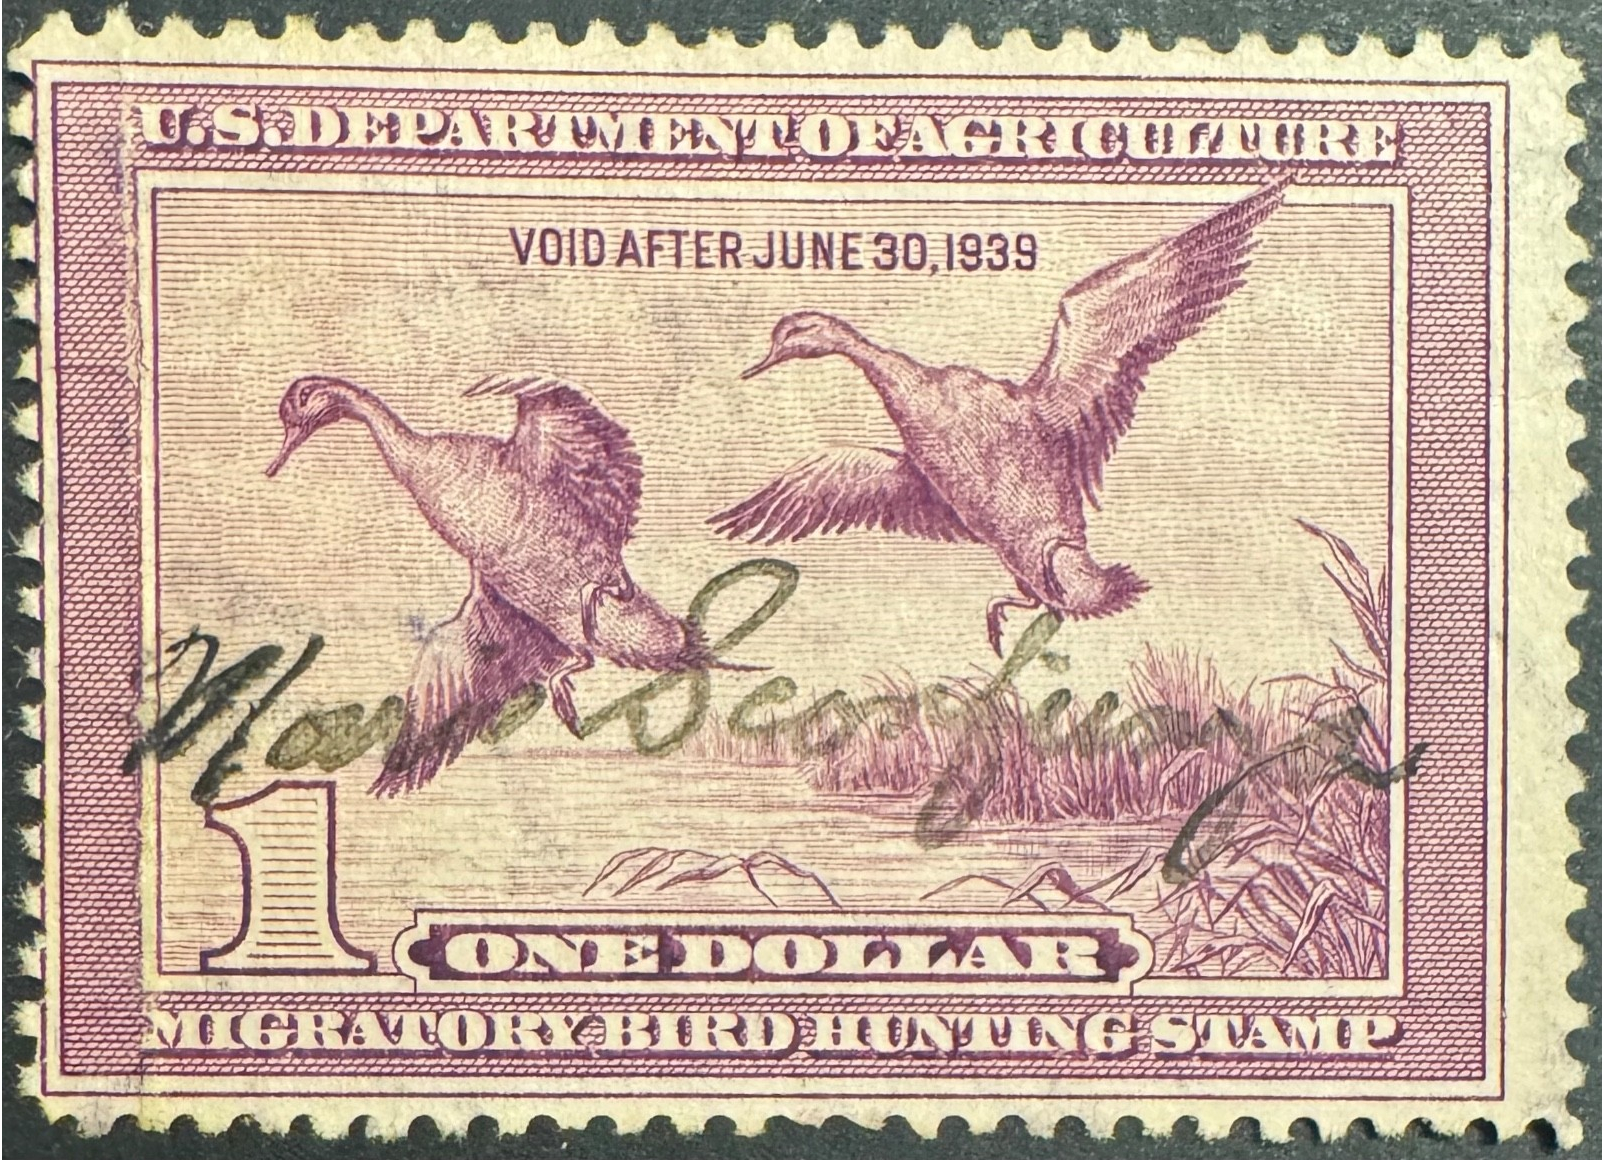 U.S. DEPARTMENT OF AGRICULTURE
VOID AFTER JUNE 30, 1939
1
ONE DOLLAR
MIGRATORY BIRD HUNTING STAMP